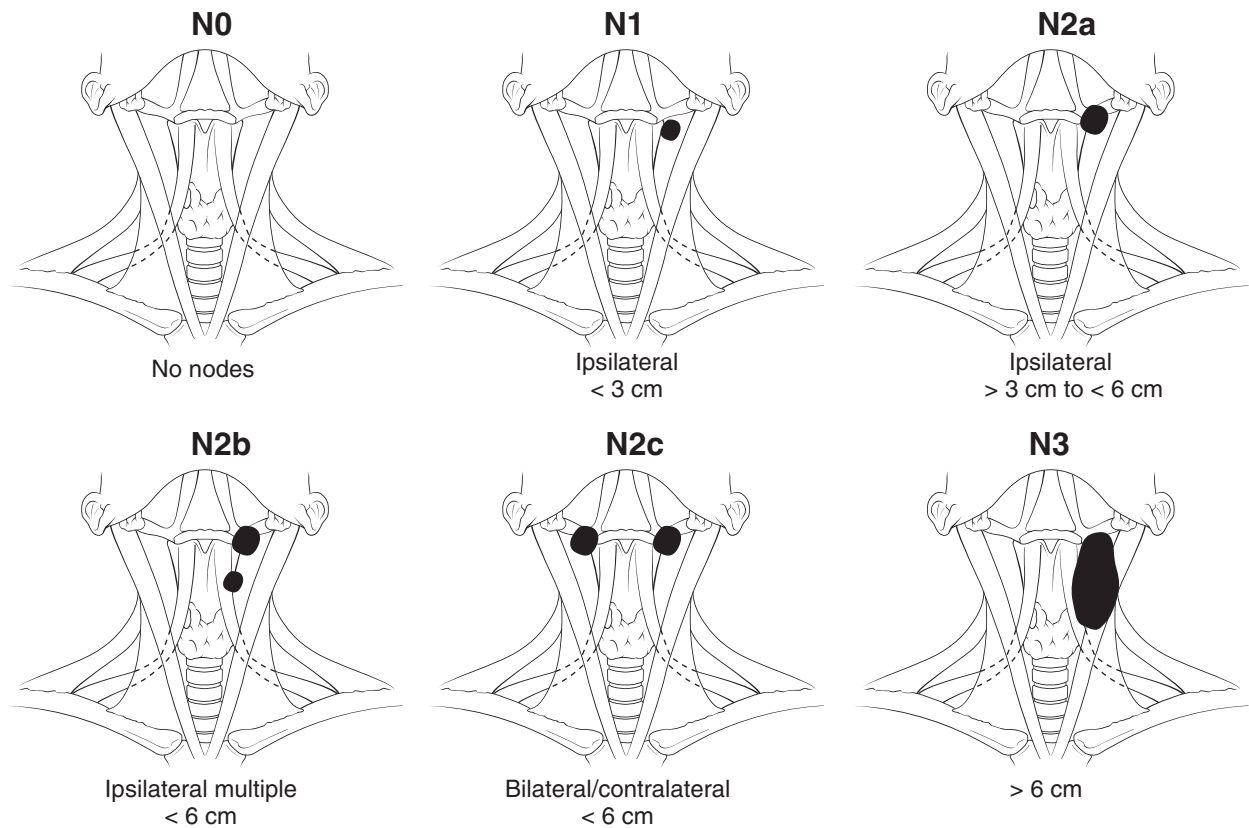 N0
N1
N2a
No nodes
Ipsilateral
< 3 cm
Ipsilateral
> 3 cm to < 6 cm
N2b
N2c
N3
Ipsilateral multiple
< 6 cm
Bilateral/contralateral
< 6 cm
> 6 cm